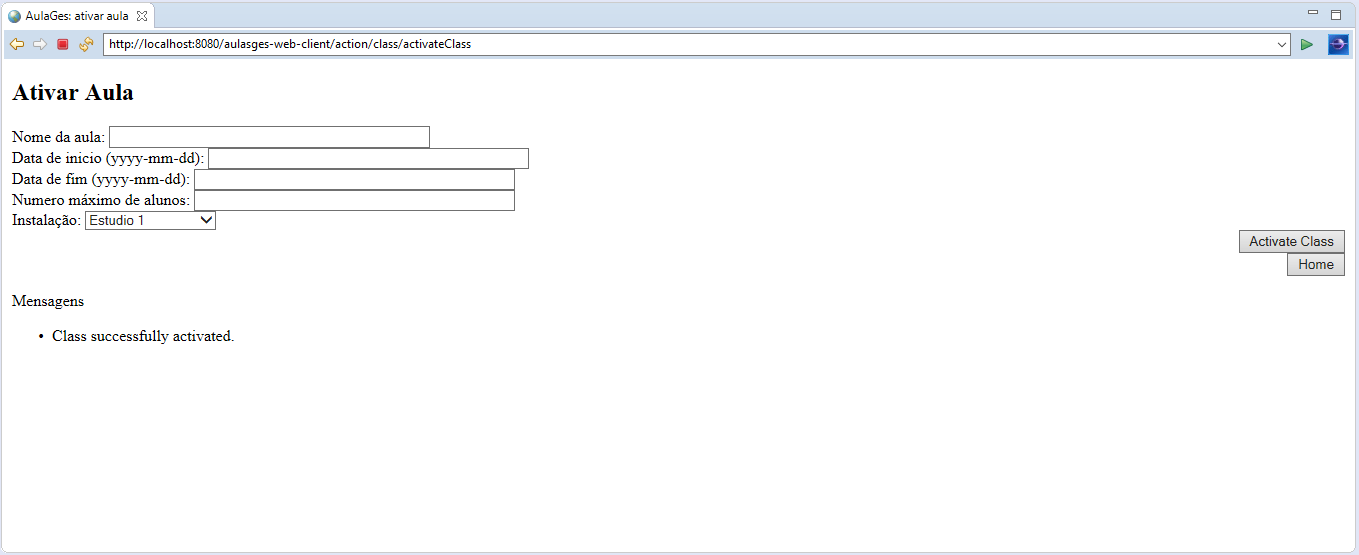 AulaGes: ativar aula
http://localhost:8080/aulasges-web-client/action/class/activateClass
Ativar Aula
Nome da aula:
Data de inicio (yyyy-mm-dd):
Data de fim (yyyy-mm-dd):
Numero máximo de alunos:
Instalação: Estudio 1
Activate Class
Home
Mensagens
• Class successfully activated.